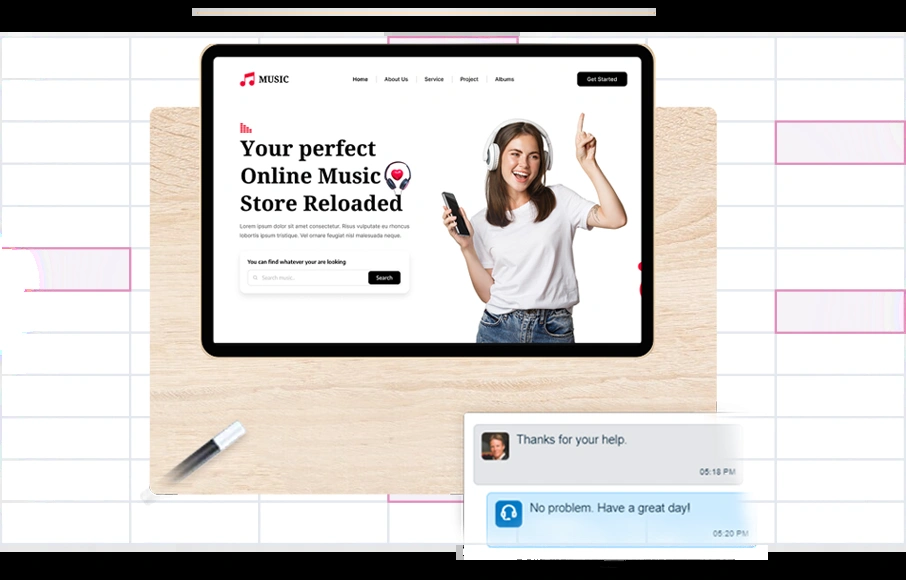 MUSIC
Home
About Us
Service
Project
Albums
Get Started
Your perfect
Online Music
Store Reloaded
Lorem ipsum dolor sit amet consectetur. Risus vulputate eu rhoncus
lobortis ipsum tristique. Vel ornare feugiat nisl malesuada neque.
You can find whatever your are looking
Search music...
Search
Thanks for your help.
05:18 PM
No problem. Have a great day!
05:20 PM